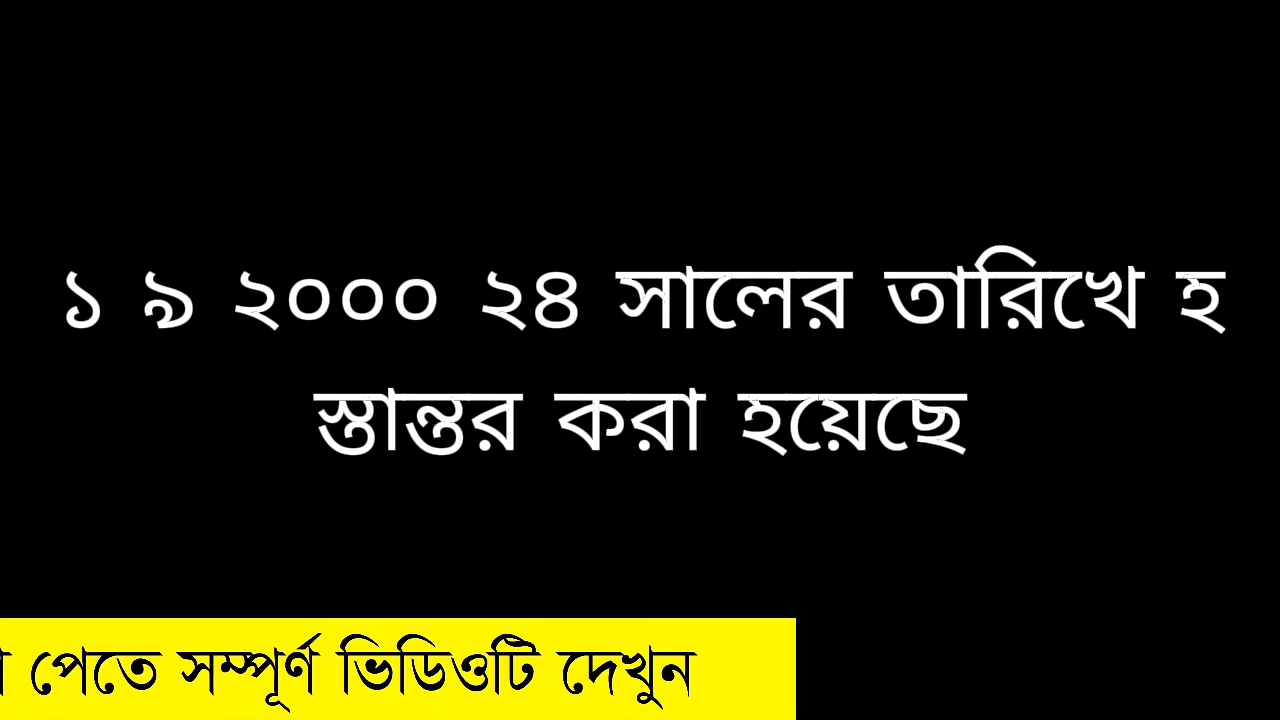 ১ ৯ ২০০০ ২৪ সালের তারিখে হ
স্তান্তর করা হয়েছে
পেতে সম্পূর্ণ ভিডিওটি দেখুন